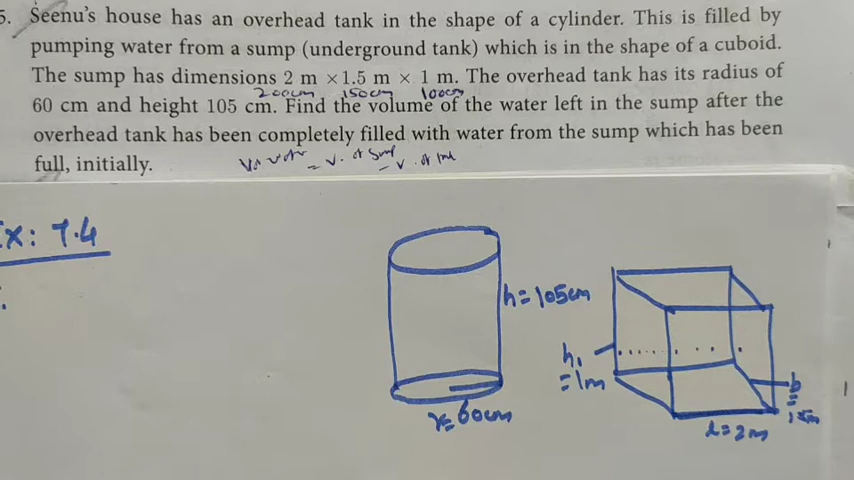 5. Seenu's house has an overhead tank in the shape of a cylinder. This is filled by
pumping water from a sump (underground tank) which is in the shape of a cuboid.
The sump has dimensions 2 m ×1.5 m × 1 m. The overhead tank has its radius of
200cm 150cm 100cm
60 cm and height 105 cm. Find the volume of the water left in the sump after the
overhead tank has been completely filled with water from the sump which has been
full, initially.
= V. of Sump
- V. of
Ex: 7.4
h=105cm
h₁
=1m
b
=
r=60cm
l=2m